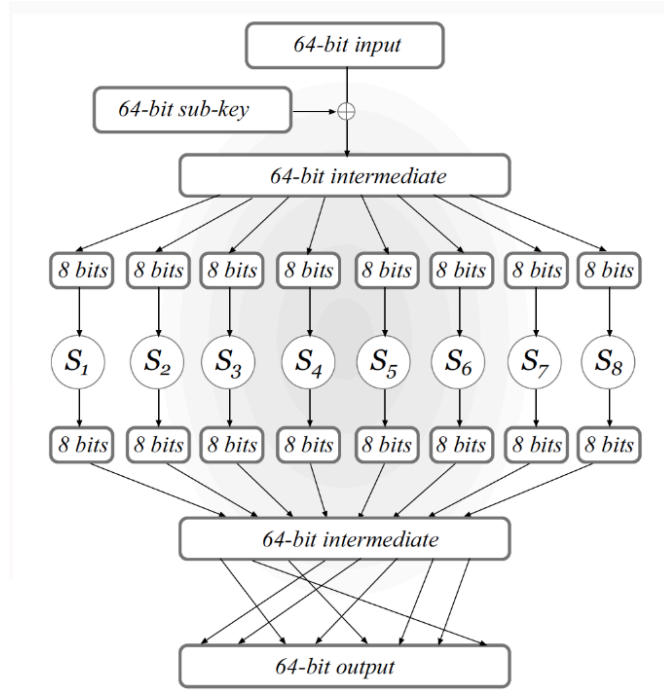 64-bit input
64-bit sub-key
64-bit intermediate
8 bits 8 bits 8 bits 8 bits 8 bits 8 bits 8 bits 8 bits
S1 S2 S3 S4 S5 S6 S7 S8
8 bits 8 bits 8 bits 8 bits 8 bits 8 bits 8 bits 8 bits
64-bit intermediate
64-bit output